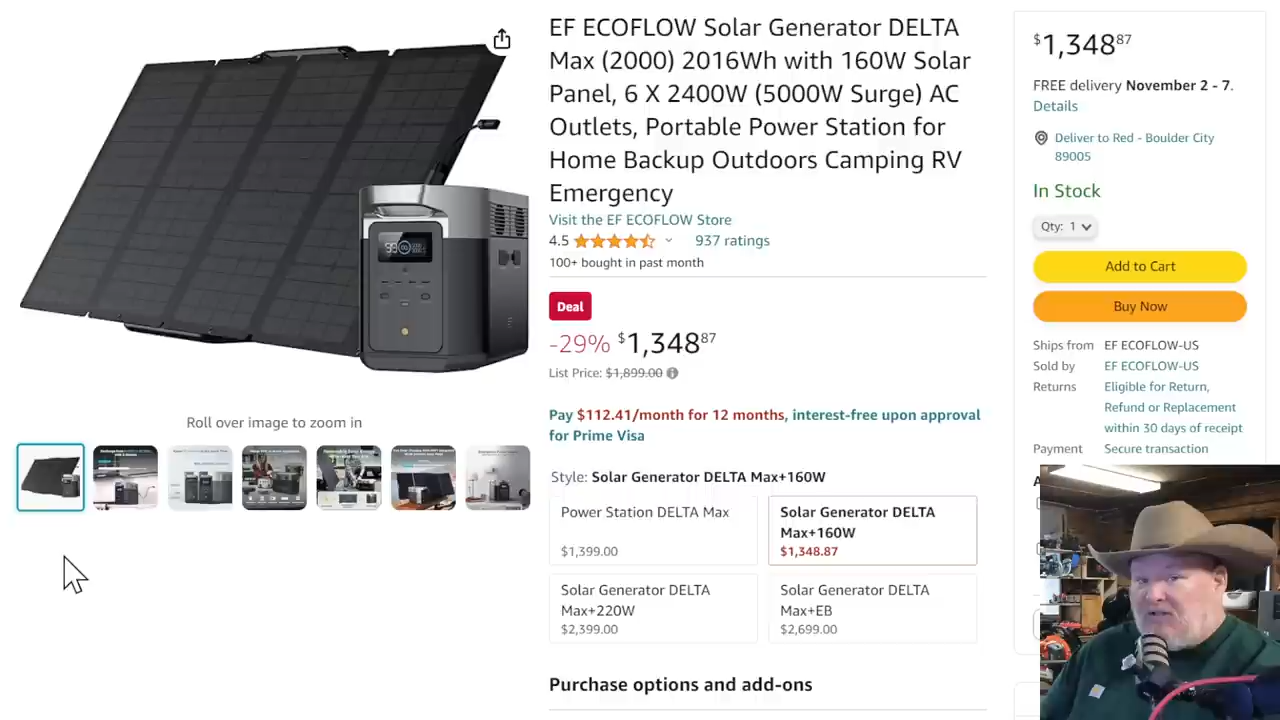 EF ECOFLOW Solar Generator DELTA
Max (2000) 2016Wh with 160W Solar
Panel, 6 X 2400W (5000W Surge) AC
Outlets, Portable Power Station for
Home Backup Outdoors Camping RV
Emergency
Visit the EF ECOFLOW Store
4.5
937 ratings
100+ bought in past month
Deal
-29% $1,348 87
List Price: $1,899.00
Pay $112.41/month for 12 months, interest-free upon approval
for Prime Visa
Style: Solar Generator DELTA Max+160W
Power Station DELTA Max
$1,399.00
Solar Generator DELTA
Max+160W
$1,348.87
Solar Generator DELTA
Max+220W
$2,399.00
Solar Generator DELTA
Max+EB
$2,699.00
Purchase options and add-ons
Roll over image to zoom in
$1,348 87
FREE delivery November 2 - 7.
Details
Deliver to Red - Boulder City
89005
In Stock
Qty: 1
Add to Cart
Buy Now
Ships from EF ECOFLOW-US
Sold by EF ECOFLOW-US
Returns Eligible for Return,
Refund or Replacement
within 30 days of receipt
Payment Secure transaction